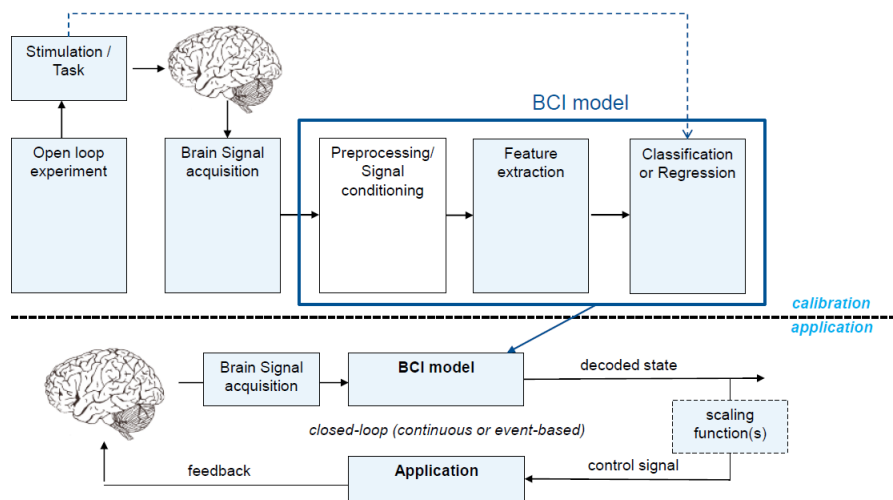 Stimulation /
Task
BCI model
Open loop
experiment
Brain Signal
acquisition
Preprocessing/
Signal
conditioning
Feature
extraction
Classification
or Regression
calibration
application
Brain Signal
acquisition
BCI model
decoded state
closed-loop (continuous or event-based)
scaling
function(s)
feedback
Application
control signal